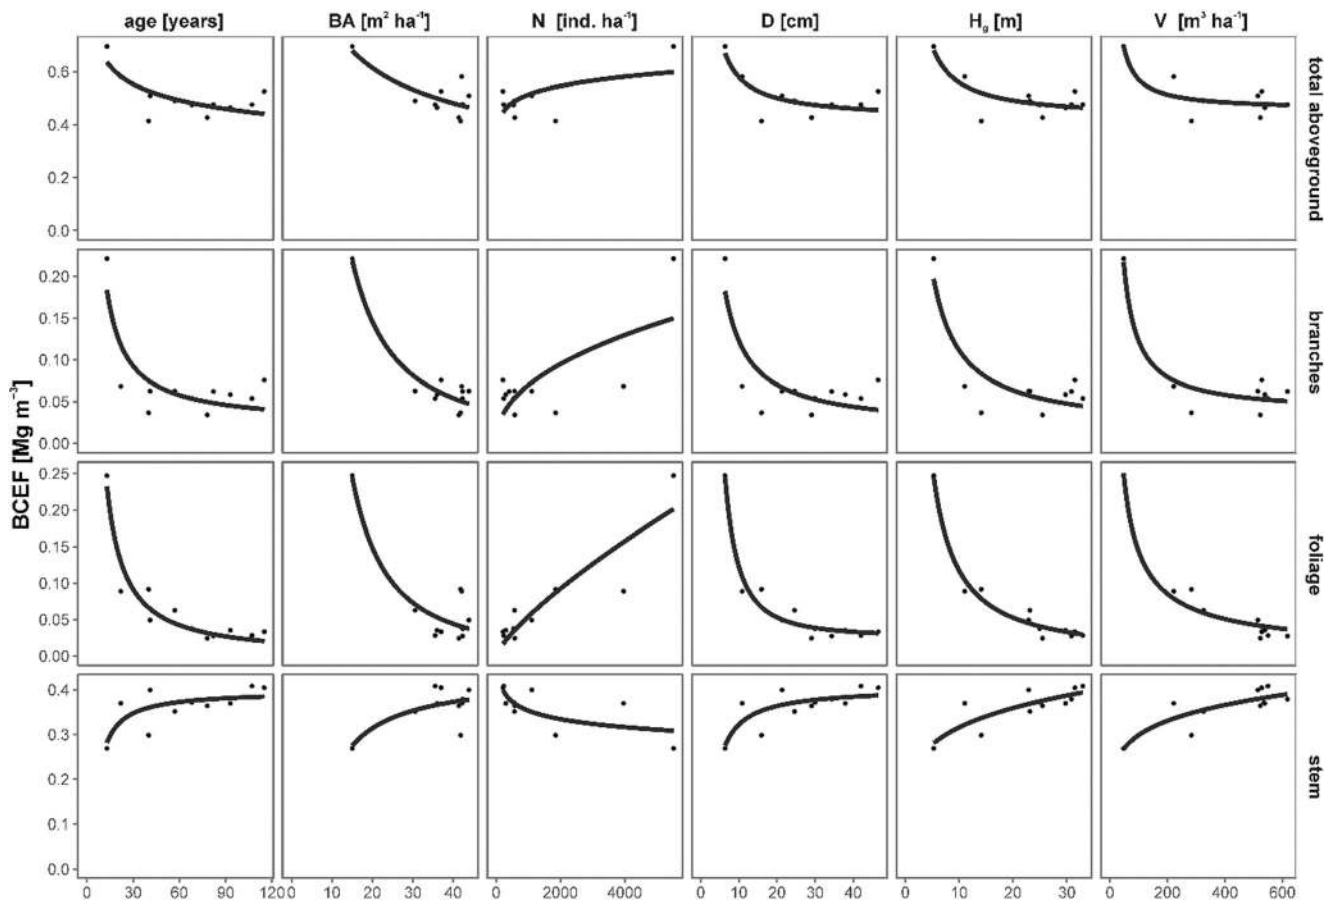 age [years] BA [m² ha⁻¹] N [ind. ha⁻¹] D [cm] Hg [m] V [m³ ha⁻¹]
0.6
0.4
0.2
0.0
total aboveground
0.20
0.15
0.10
0.05
0.00
branches
BCEF [Mg m⁻³]
0.25
0.20
0.15
0.10
0.05
0.00
foliage
0.4
0.3
0.2
0.1
0.0
stem
0 30 60 90 120 0 10 20 30 40 0 2000 4000 0 10 20 30 40 0 10 20 30 0 200 400 600